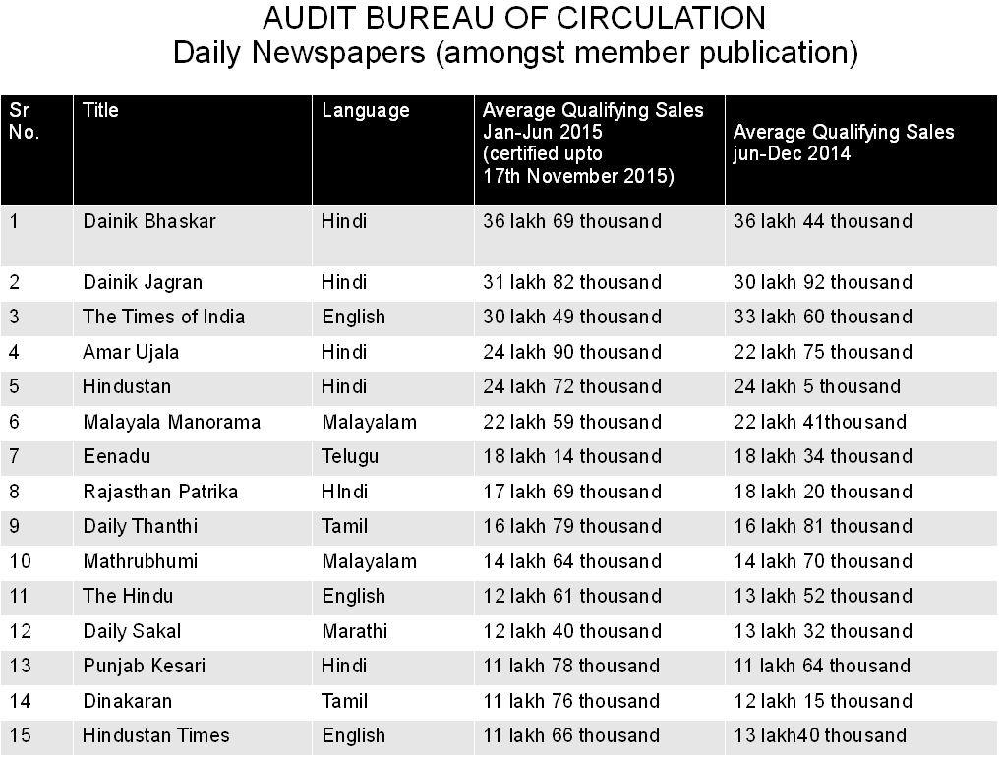 AUDIT BUREAU OF CIRCULATION
Daily Newspapers (amongst member publication)
Sr No. Title Language Average Qualifying Sales Jan-Jun 2015 (certified upto 17th November 2015) Average Qualifying Sales jun-Dec 2014
1 Dainik Bhaskar Hindi 36 lakh 69 thousand 36 lakh 44 thousand
2 Dainik Jagran Hindi 31 lakh 82 thousand 30 lakh 92 thousand
3 The Times of India English 30 lakh 49 thousand 33 lakh 60 thousand
4 Amar Ujala Hindi 24 lakh 90 thousand 22 lakh 75 thousand
5 Hindustan Hindi 24 lakh 72 thousand 24 lakh 5 thousand
6 Malayala Manorama Malayalam 22 lakh 59 thousand 22 lakh 41thousand
7 Eenadu Telugu 18 lakh 14 thousand 18 lakh 34 thousand
8 Rajasthan Patrika HIndi 17 lakh 69 thousand 18 lakh 20 thousand
9 Daily Thanthi Tamil 16 lakh 79 thousand 16 lakh 81 thousand
10 Mathrubhumi Malayalam 14 lakh 64 thousand 14 lakh 70 thousand
11 The Hindu English 12 lakh 61 thousand 13 lakh 52 thousand
12 Daily Sakal Marathi 12 lakh 40 thousand 13 lakh 32 thousand
13 Punjab Kesari Hindi 11 lakh 78 thousand 11 lakh 64 thousand
14 Dinakaran Tamil 11 lakh 76 thousand 12 lakh 15 thousand
15 Hindustan Times English 11 lakh 66 thousand 13 lakh40 thousand